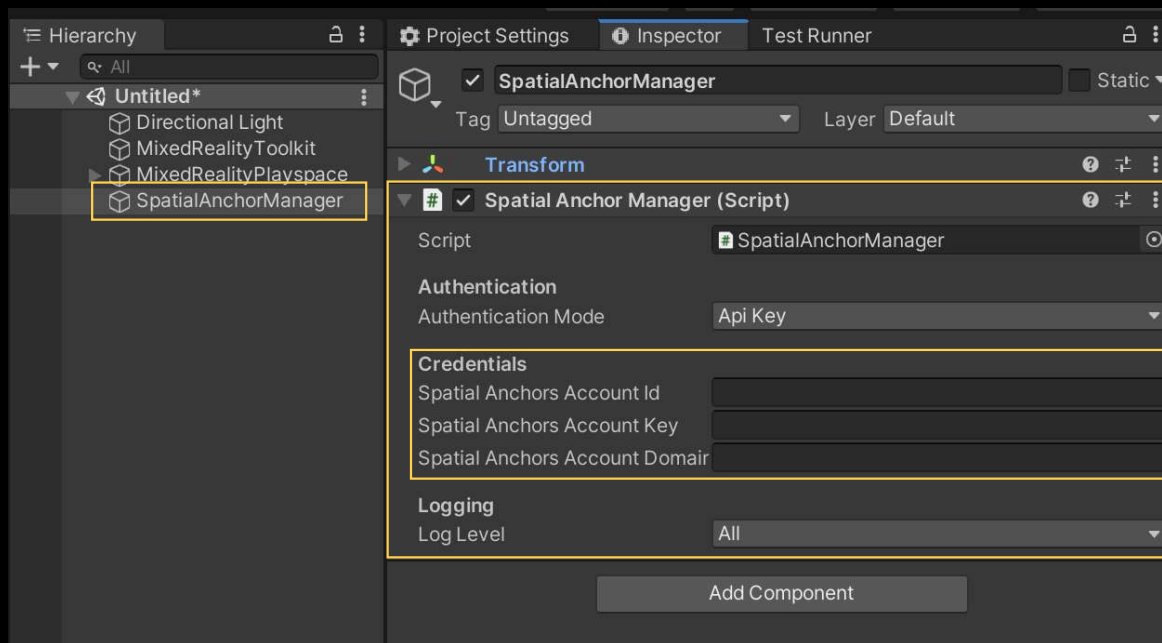 Hierarchy
All
Untitled*
Directional Light
MixedRealityToolkit
MixedRealityPlayspace
SpatialAnchorManager
Project Settings
Inspector
Test Runner
SpatialAnchorManager
Static
Tag Untagged
Layer Default
Transform
# Spatial Anchor Manager (Script)
Script # SpatialAnchorManager
Authentication
Authentication Mode Api Key
Credentials
Spatial Anchors Account Id
Spatial Anchors Account Key
Spatial Anchors Account Domain
Logging
Log Level All
Add Component